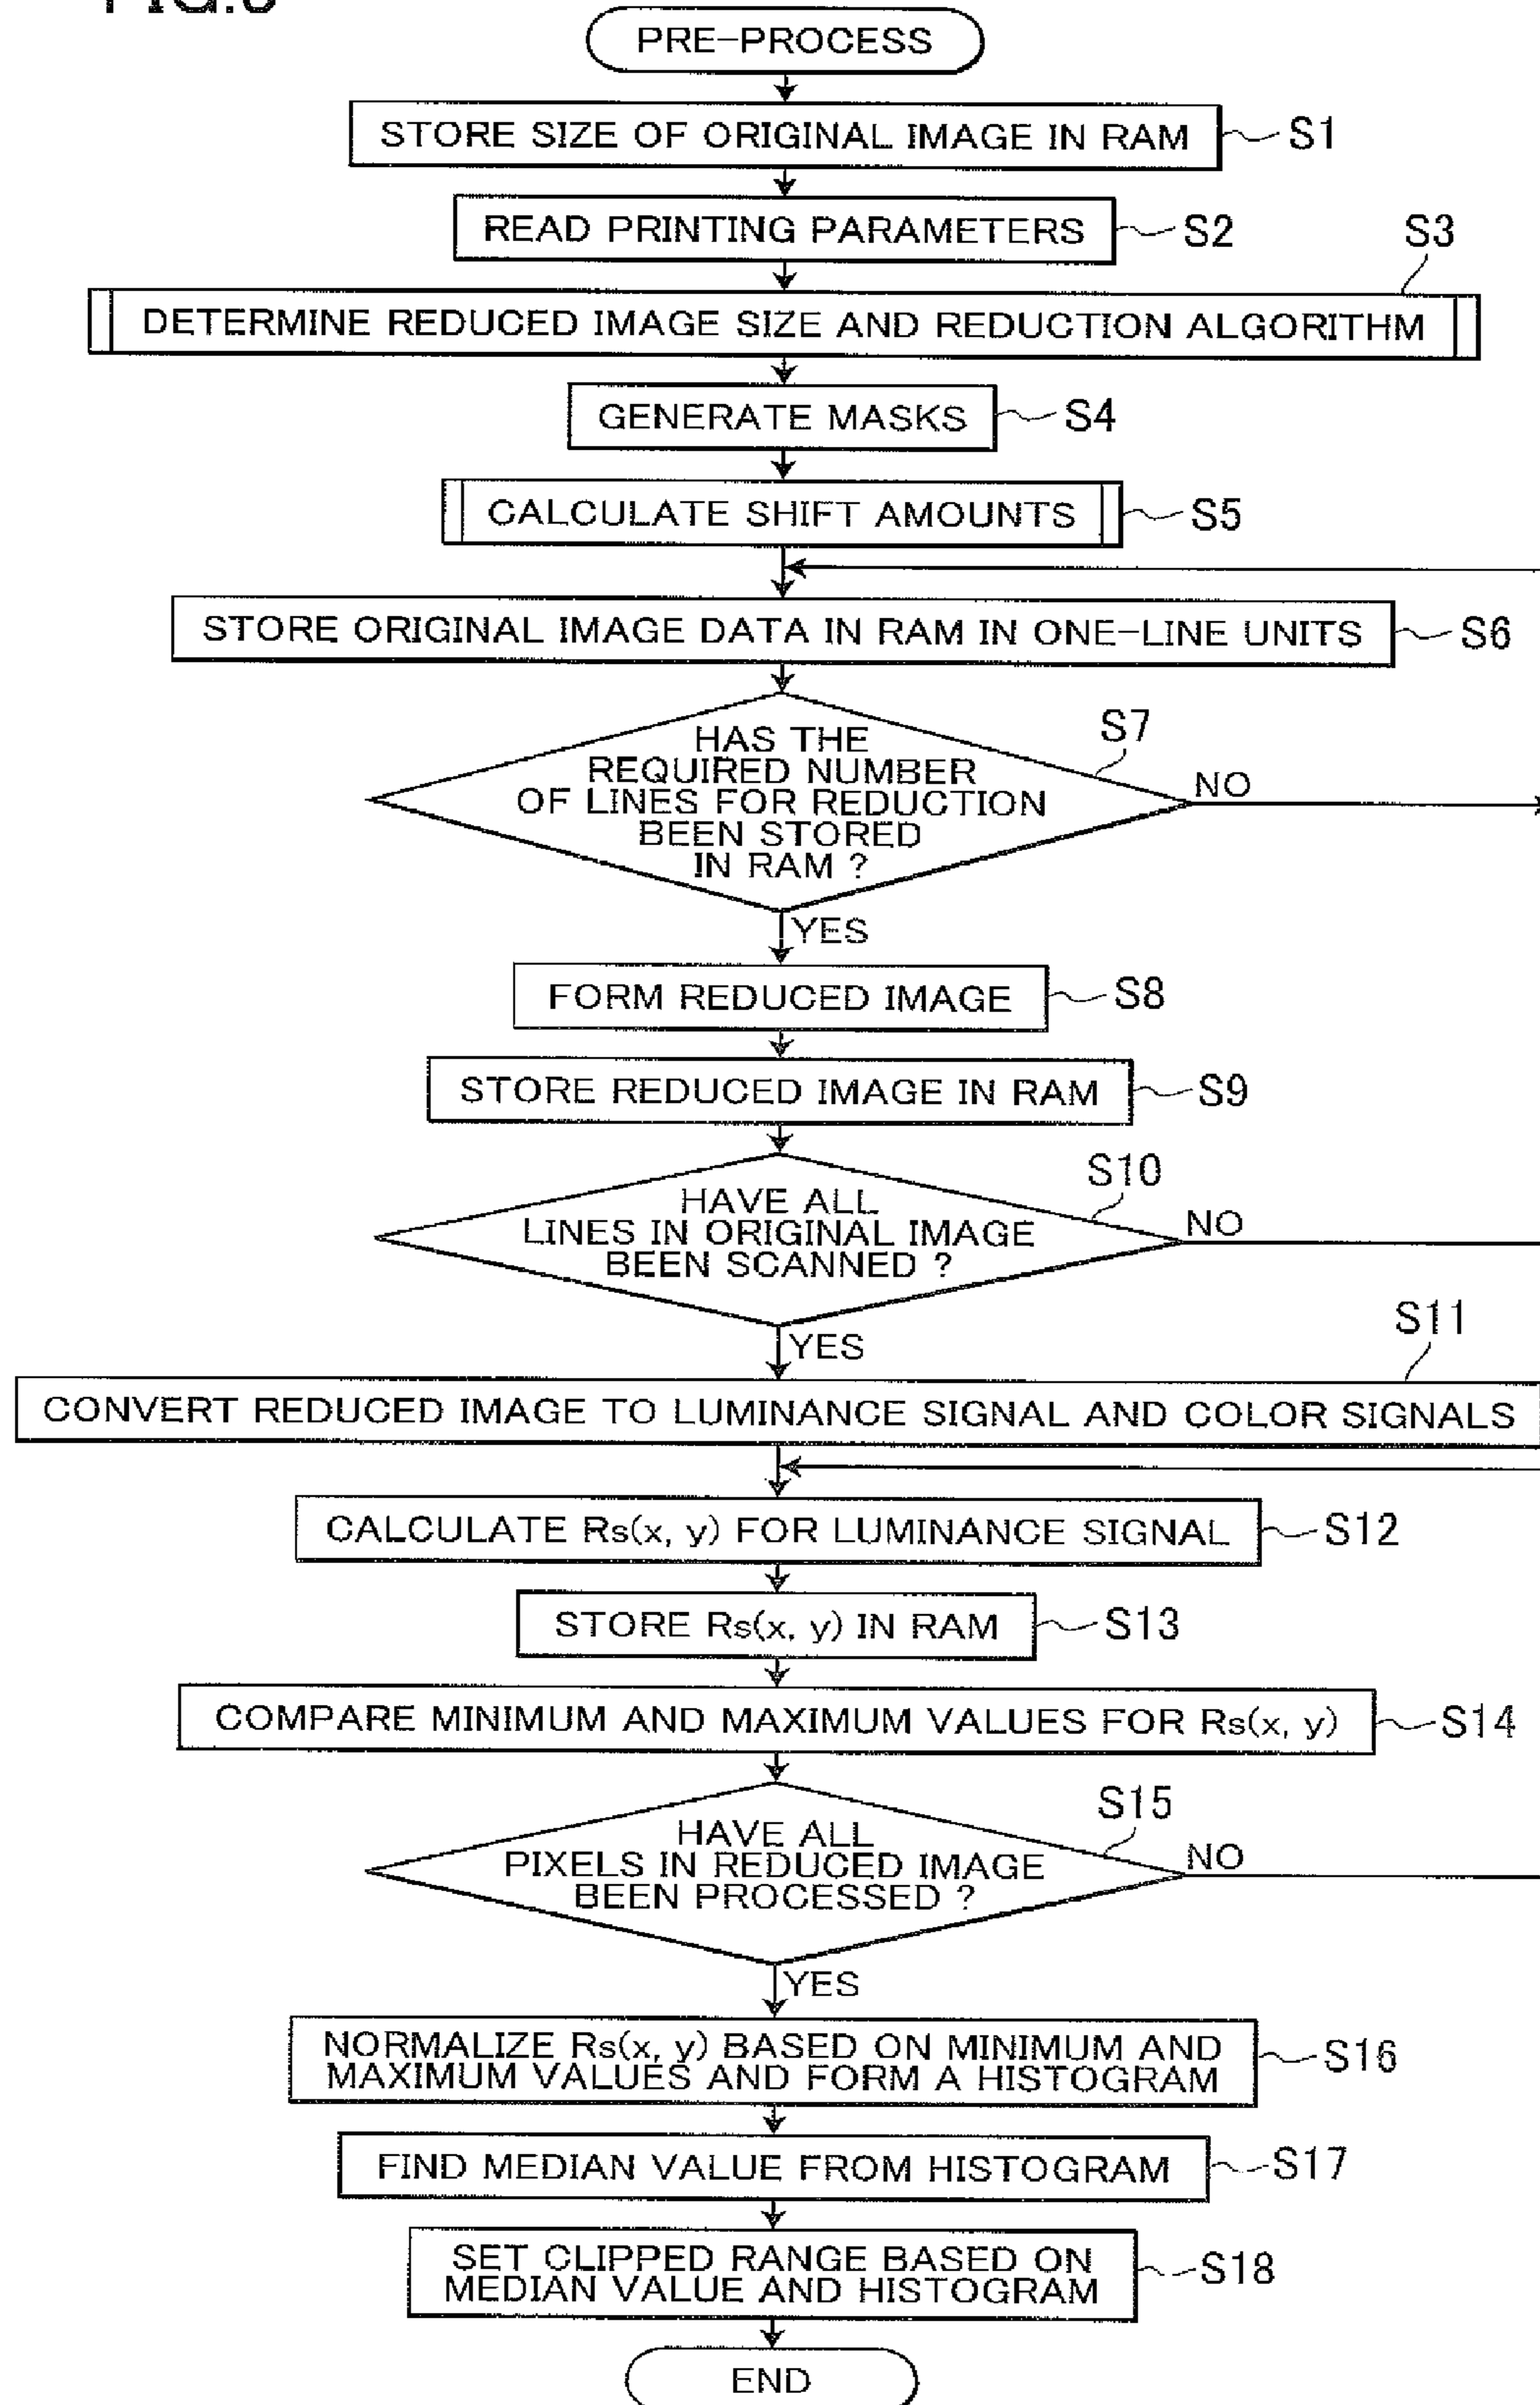 PRE-PROCESS
STORE SIZE OF ORIGINAL IMAGE IN RAM
S1
READ PRINTING PARAMETERS
S2
S3
DETERMINE REDUCED IMAGE SIZE AND REDUCTION ALGORITHM
GENERATE MASKS
S4
CALCULATE SHIFT AMOUNTS
S5
STORE ORIGINAL IMAGE DATA IN RAM IN ONE-LINE UNITS
S6
S7
HAS THE
REQUIRED NUMBER
OF LINES FOR REDUCTION
BEEN STORED
IN RAM ?
NO
YES
FORM REDUCED IMAGE
S8
STORE REDUCED IMAGE IN RAM
S9
S10
HAVE ALL
LINES IN ORIGINAL IMAGE
BEEN SCANNED ?
NO
YES
S11
CONVERT REDUCED IMAGE TO LUMINANCE SIGNAL AND COLOR SIGNALS
CALCULATE Rs(x, y) FOR LUMINANCE SIGNAL
S12
STORE Rs(x, y) IN RAM
S13
COMPARE MINIMUM AND MAXIMUM VALUES FOR Rs(x, y)
S14
S15
HAVE ALL
PIXELS IN REDUCED IMAGE
BEEN PROCESSED ?
NO
YES
NORMALIZE Rs(x, y) BASED ON MINIMUM AND
MAXIMUM VALUES AND FORM A HISTOGRAM
S16
FIND MEDIAN VALUE FROM HISTOGRAM
S17
SET CLIPPED RANGE BASED ON
MEDIAN VALUE AND HISTOGRAM
S18
END